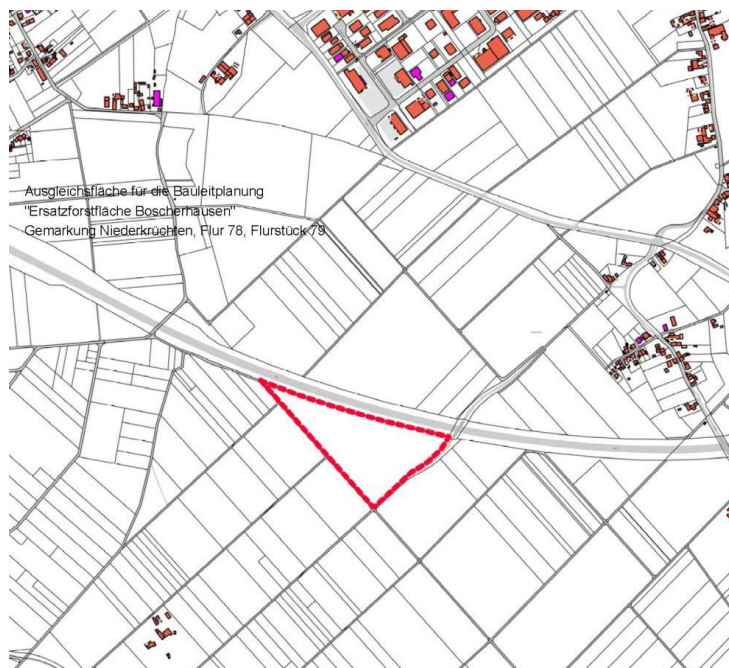 Ausgleichsfläche für die Bauleitplanung
"Ersatzforstfläche Boscherhausen"
Gemarkung Niederkrüchten, Flur 78, Flurstück 79